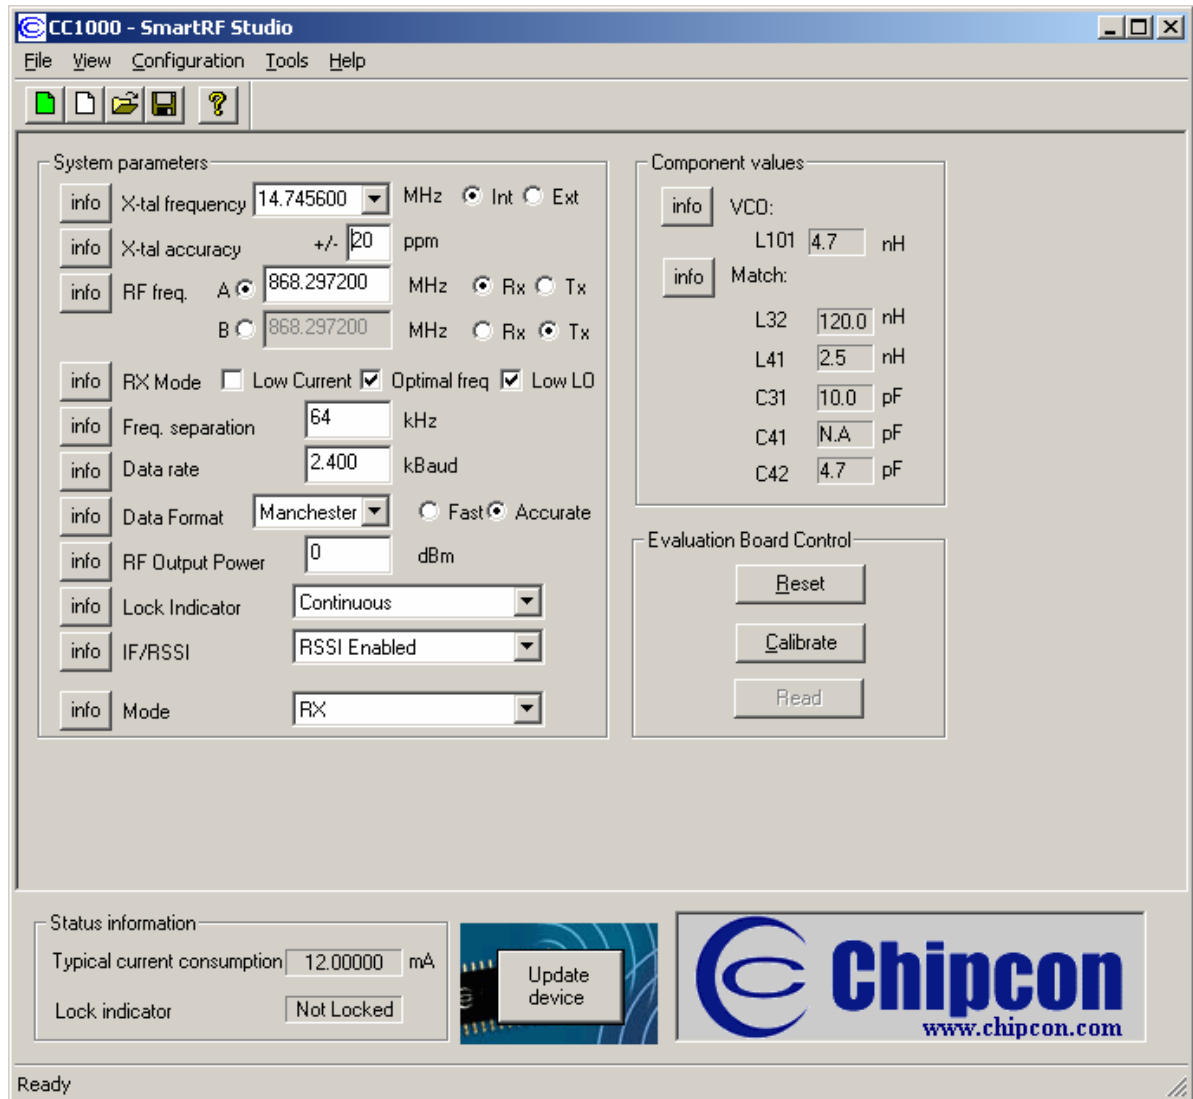 CC1000 - SmartRF Studio
File View Configuration Tools Help
System parameters
info X-tal frequency 14.745600 MHz Int Ext
info X-tal accuracy +/- 20 ppm
info RF freq. A 868.297200 MHz Rx Tx
B 868.297200 MHz Rx Tx
info RX Mode Low Current Optimal freq Low LO
info Freq. separation 64 kHz
info Data rate 2.400 kBaud
info Data Format Manchester Fast Accurate
info RF Output Power 0 dBm
info Lock Indicator Continuous
info IF/RSSI RSSI Enabled
info Mode RX
Component values
info VCO:
L101 4.7 nH
info Match:
L32 120.0 nH
L41 2.5 nH
C31 10.0 pF
C41 N.A pF
C42 4.7 pF
Evaluation Board Control
Reset
Calibrate
Read
Status information
Typical current consumption 12.00000 mA
Lock indicator Not Locked
Update
device
Chipcon
www.chipcon.com
Ready